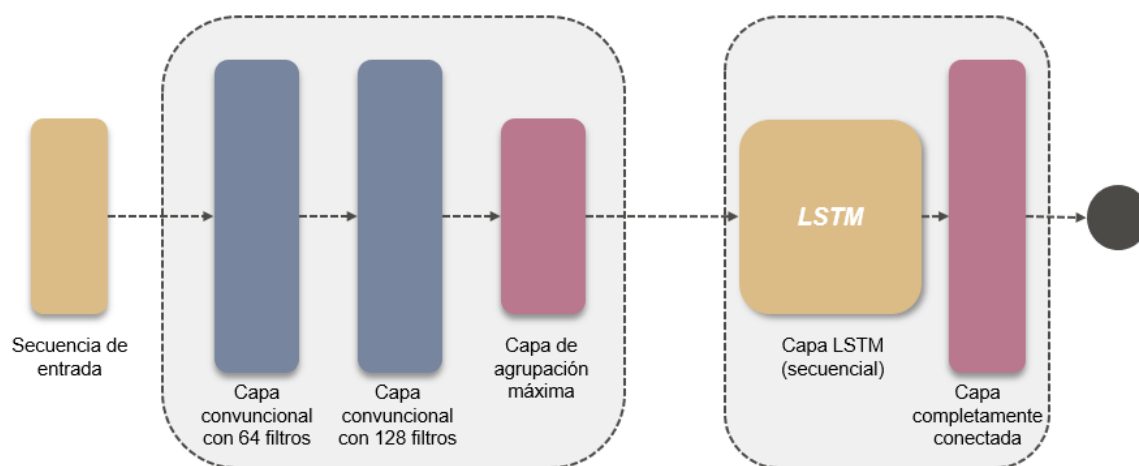 Secuencia de
entrada
Capa
convuncional
con 64 filtros
Capa
convuncional
con 128 filtros
Capa de
agrupación
máxima
LSTM
Capa LSTM
(secuencial)
Capa
completamente
conectada